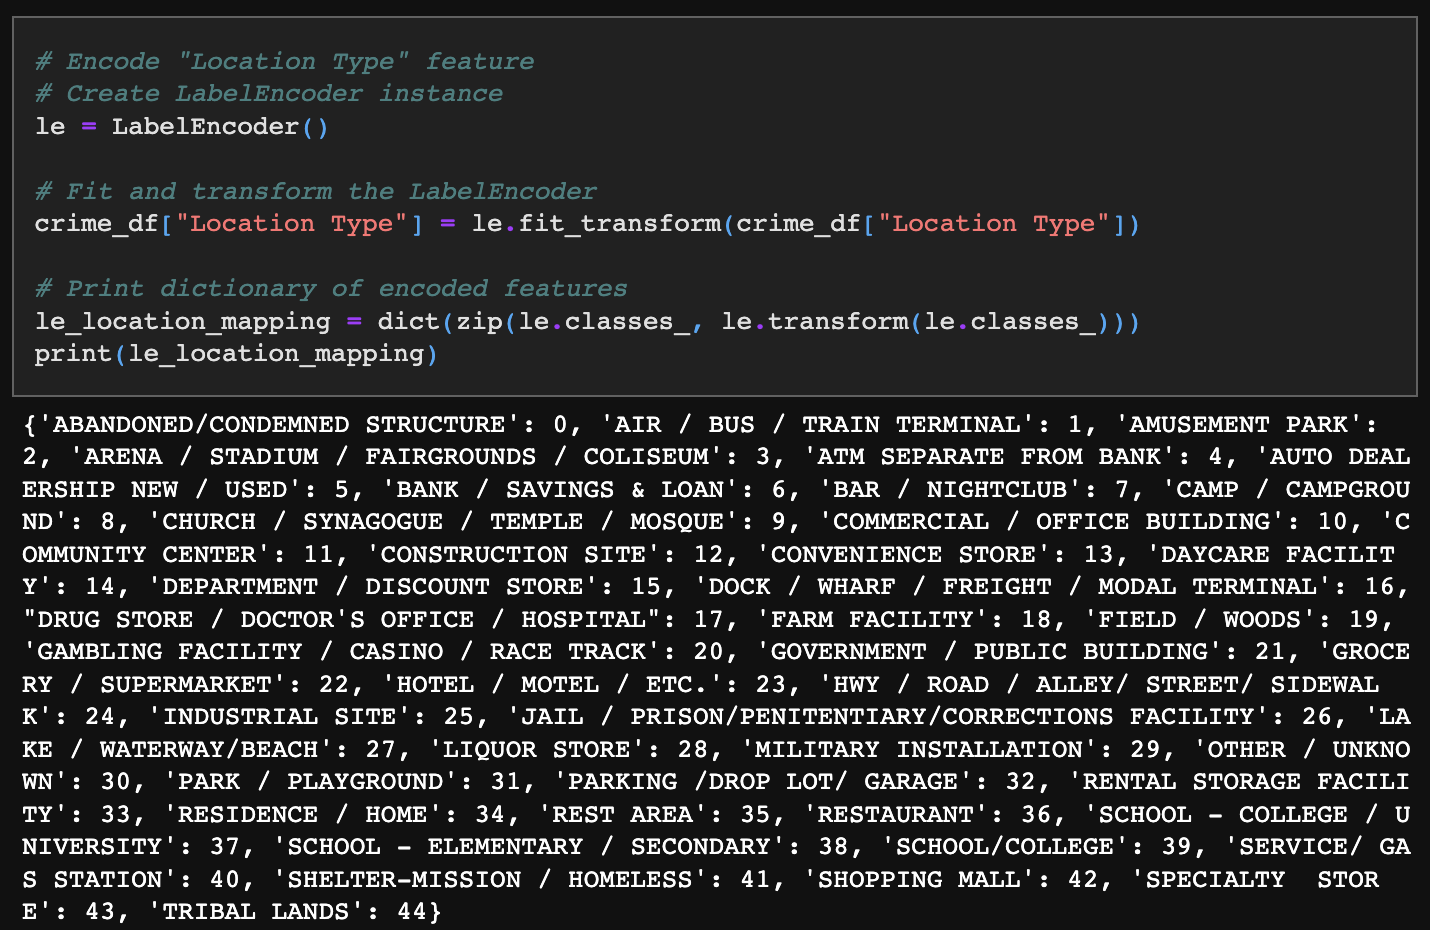 # Encode "Location Type" feature
# Create LabelEncoder instance
le = LabelEncoder()
# Fit and transform the LabelEncoder
crime_df["Location Type"] = le.fit_transform(crime_df["Location Type"])
# Print dictionary of encoded features
le_location_mapping = dict(zip(le.classes_, le.transform(le.classes_)))
print(le_location_mapping)
{'ABANDONED/CONDEMNED STRUCTURE': 0, 'AIR / BUS / TRAIN TERMINAL': 1, 'AMUSEMENT PARK':
2, 'ARENA / STADIUM / FAIRGROUNDS / COLISEUM': 3, 'ATM SEPARATE FROM BANK': 4, 'AUTO DEAL
ERSHIP NEW / USED': 5, 'BANK / SAVINGS & LOAN': 6, 'BAR / NIGHTCLUB': 7, 'CAMP / CAMPGROU
ND': 8, 'CHURCH / SYNAGOGUE / TEMPLE / MOSQUE': 9, 'COMMERCIAL / OFFICE BUILDING': 10, 'C
OMMUNITY CENTER': 11, 'CONSTRUCTION SITE': 12, 'CONVENIENCE STORE': 13, 'DAYCARE FACILIT
Y': 14, 'DEPARTMENT / DISCOUNT STORE': 15, 'DOCK / WHARF / FREIGHT / MODAL TERMINAL': 16,
"DRUG STORE / DOCTOR'S OFFICE / HOSPITAL": 17, 'FARM FACILITY': 18, 'FIELD / WOODS': 19,
'GAMBLING FACILITY / CASINO / RACE TRACK': 20, 'GOVERNMENT / PUBLIC BUILDING': 21, 'GROCE
RY / SUPERMARKET': 22, 'HOTEL / MOTEL / ETC.': 23, 'HWY / ROAD / ALLEY/ STREET/ SIDEWAL
K': 24, 'INDUSTRIAL SITE': 25, 'JAIL / PRISON/PENITENTIARY/CORRECTIONS FACILITY': 26, 'LA
KE / WATERWAY/BEACH': 27, 'LIQUOR STORE': 28, 'MILITARY INSTALLATION': 29, 'OTHER / UNKNO
WN': 30, 'PARK / PLAYGROUND': 31, 'PARKING /DROP LOT/ GARAGE': 32, 'RENTAL STORAGE FACILI
TY': 33, 'RESIDENCE / HOME': 34, 'REST AREA': 35, 'RESTAURANT': 36, 'SCHOOL - COLLEGE / U
NIVERSITY': 37, 'SCHOOL - ELEMENTARY / SECONDARY': 38, 'SCHOOL/COLLEGE': 39, 'SERVICE/ GA
S STATION': 40, 'SHELTER-MISSION / HOMELESS': 41, 'SHOPPING MALL': 42, 'SPECIALTY  STOR
E': 43, 'TRIBAL LANDS': 44}